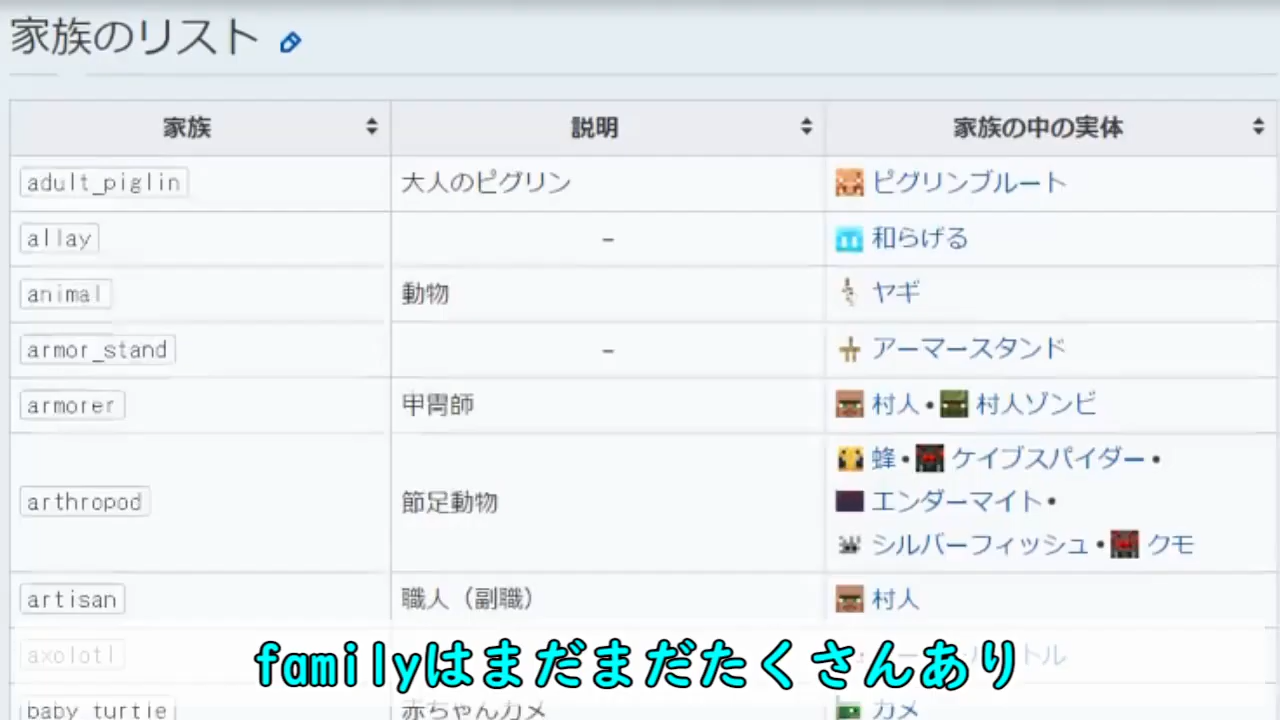 家族のリスト
家族 説明 家族の中の実体
adult_piglin 大人のピグリン ピグリンブルート
allay – 和らげる
animal 動物 ヤギ
armor_stand – アーマースタンド
armorer 甲冑師 村人・村人ゾンビ
蜂・ケイブスパイダー・
arthropod 節足動物 エンダーマイト・
シルバーフィッシュ・クモ
artisan 職人（副職） 村人
axolotl トル
familyはまだまだたくさんあり
baby_turtle 赤ちゃんカメ カメ